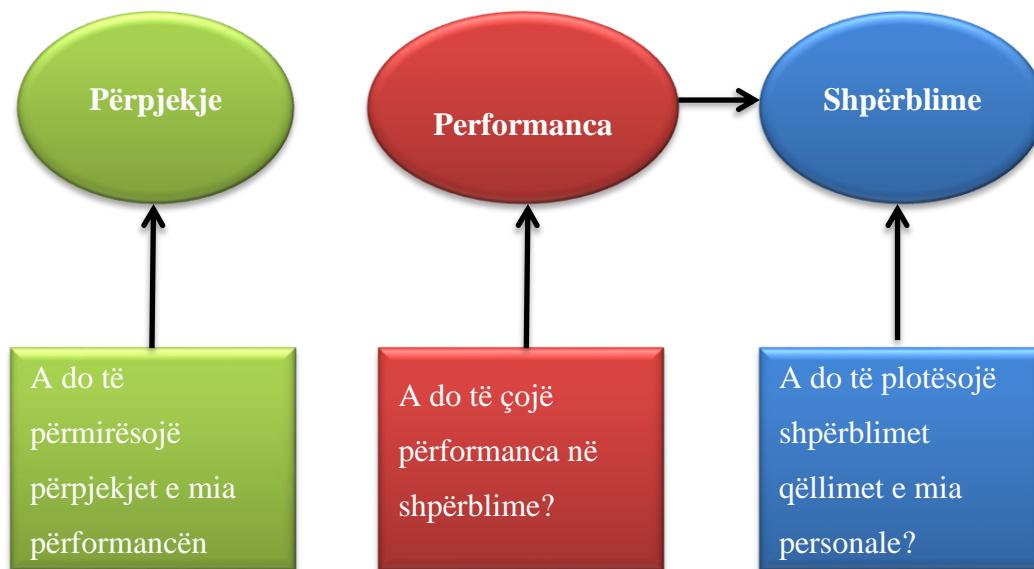 Përpjekje
Performanca
Shpërblime
A do të
përmirësojë
përpjekjet e mia
përformancën
A do të çojë
përformanca në
shpërblime?
A do të plotësojë
shpërblimet
qëllimet e mia
personale?